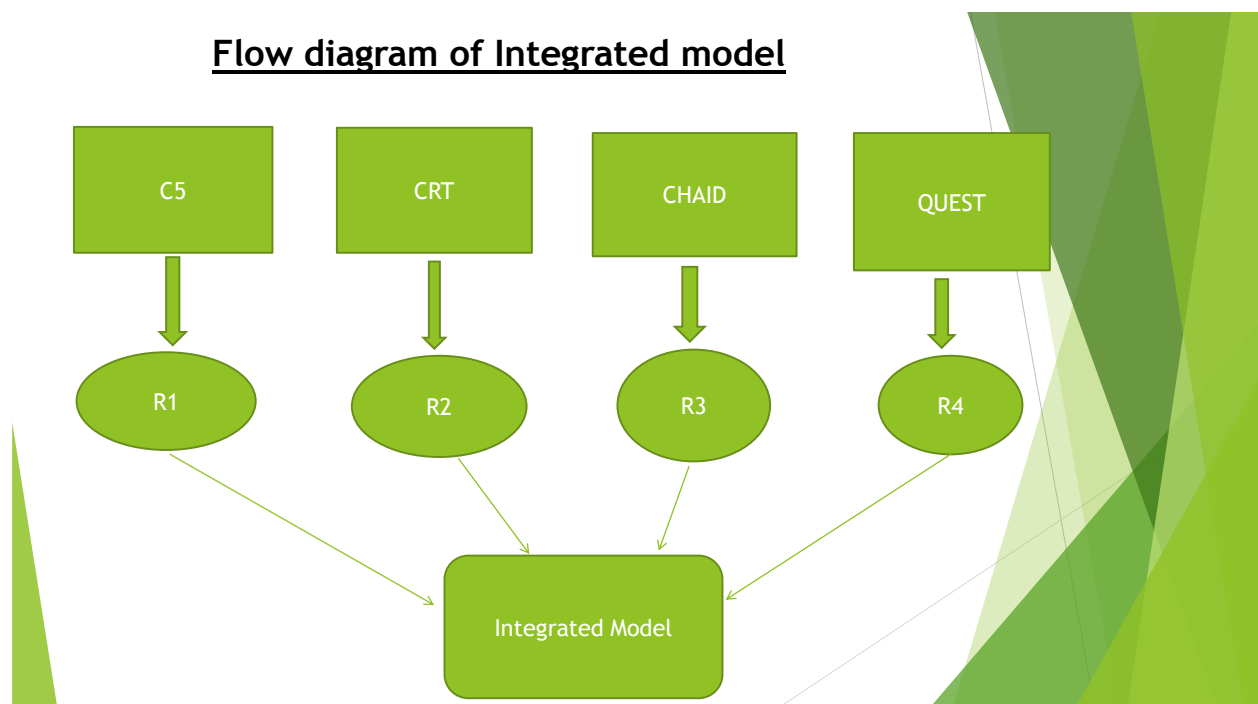 Flow diagram of Integrated model
C5
CRT
CHAID
QUEST
R1
R2
R3
R4
Integrated Model